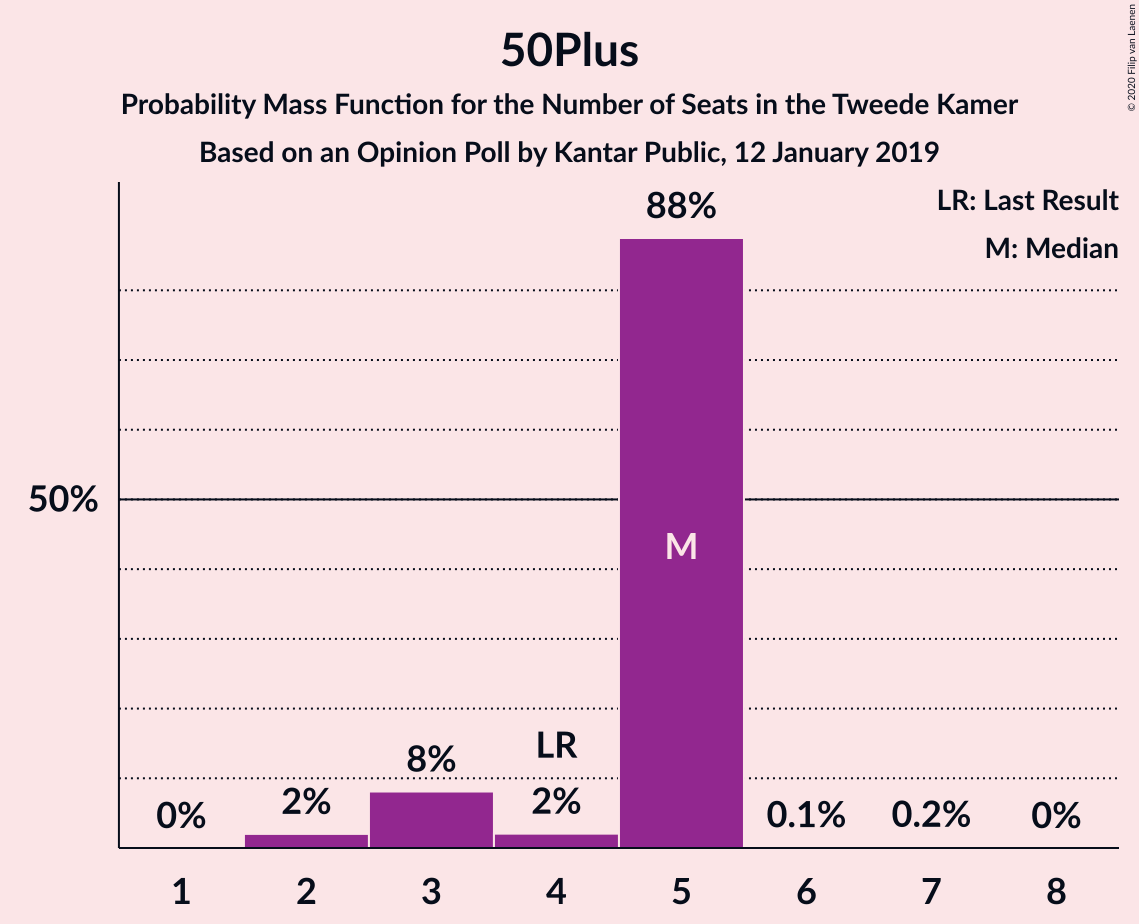 50Plus
Probability Mass Function for the Number of Seats in the Tweede Kamer
Based on an Opinion Poll by Kantar Public, 12 January 2019
© 2020 Filip van Laenen
LR: Last Result
M: Median
88%
50%
M
LR
8%
2%
2%
0%
0.1%
0.2%
0%
1 2 3 4 5 6 7 8